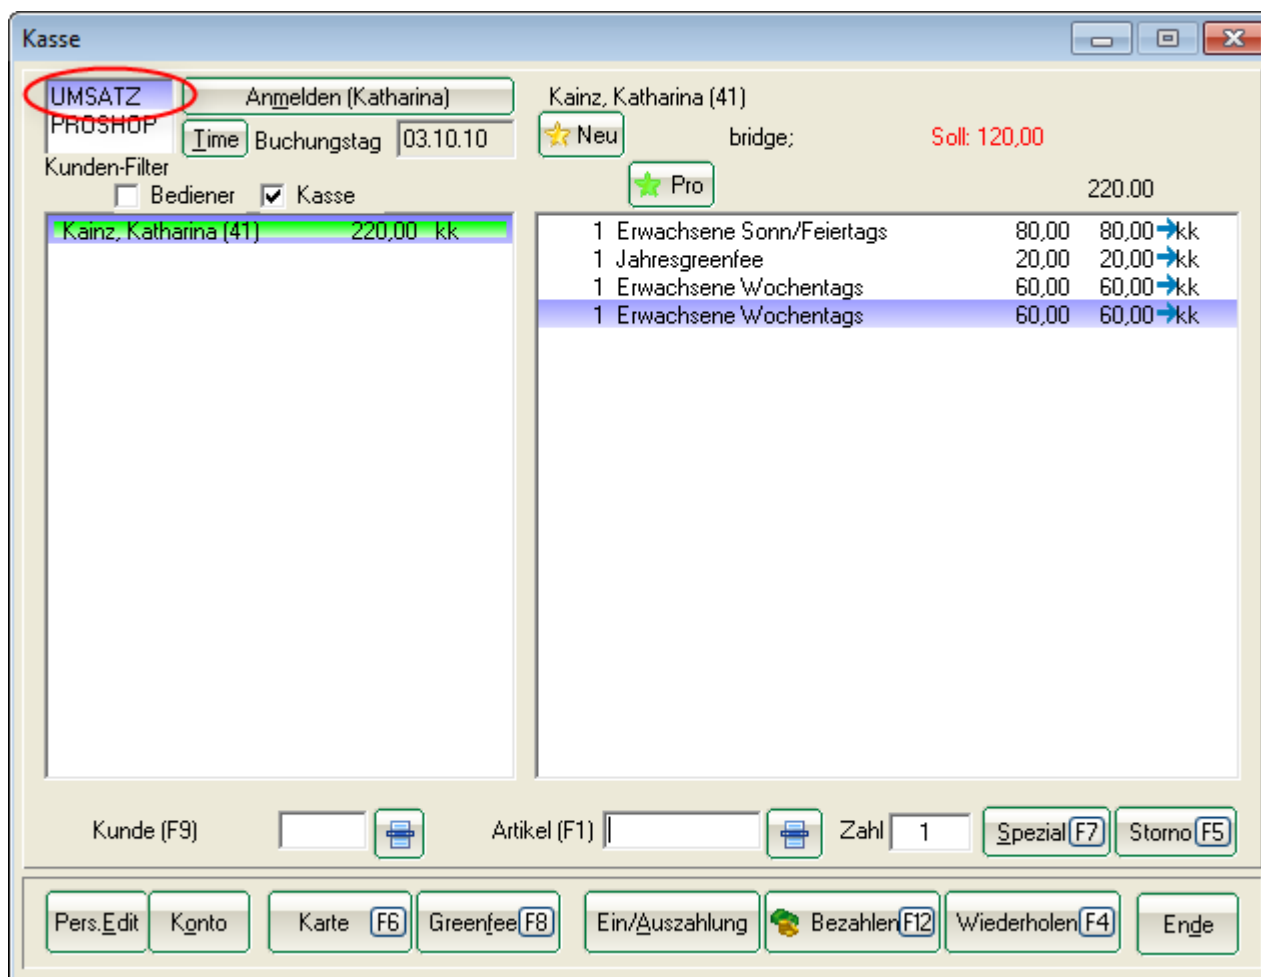 Kasse
UMSATZ
PROSHOP
Anmelden (Katharina)
Time Buchungstag 03.10.10
Kunden-Filter
Bediener Kasse
Kainz, Katharina (41) 220,00 kk
Kainz, Katharina (41)
Neu bridge; Soll: 120,00
Pro 220.00
1 Erwachsene Sonn/Feiertags 80,00 80,00 kk
1 Jahresgreenfee 20,00 20,00 kk
1 Erwachsene Wochentags 60,00 60,00 kk
1 Erwachsene Wochentags 60,00 60,00 kk
Kunde (F9) Artikel (F1) Zahl 1 Spezial F7 Storno F5
Pers.Edit Konto Karte F6 Greenfee F8 Ein/Auszahlung Bezahlen F12 Wiederholen F4 Ende